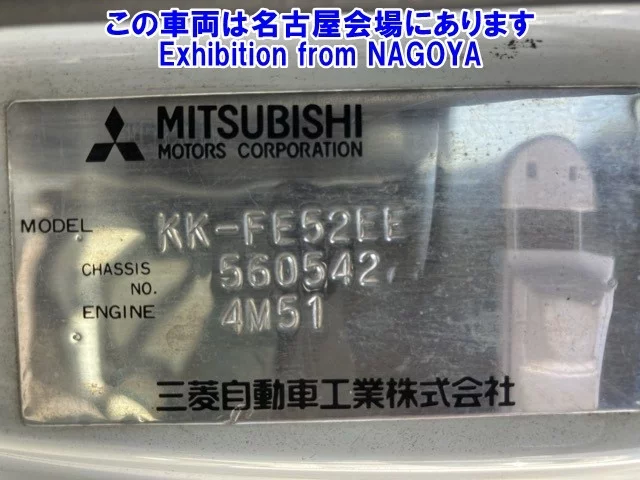 この車両は名古屋会場にあります
Exhibition from NAGOYA
MITSUBISHI
MOTORS CORPORATION
MODEL KK-FE52EE
CHASSIS NO. 560542
ENGINE 4M51
三菱自動車工業株式会社